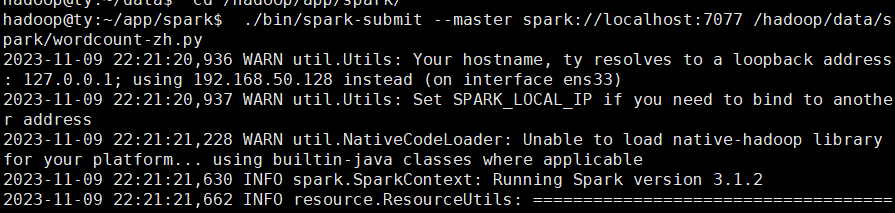 hadoop@ty:~/data$  cd /hadoop/app/spark/
hadoop@ty:~/app/spark$  ./bin/spark-submit --master spark://localhost:7077 /hadoop/data/s
park/wordcount-zh.py
2023-11-09 22:21:20,936 WARN util.Utils: Your hostname, ty resolves to a loopback address
: 127.0.0.1; using 192.168.50.128 instead (on interface ens33)
2023-11-09 22:21:20,937 WARN util.Utils: Set SPARK_LOCAL_IP if you need to bind to anothe
r address
2023-11-09 22:21:21,228 WARN util.NativeCodeLoader: Unable to load native-hadoop library
for your platform... using builtin-java classes where applicable
2023-11-09 22:21:21,630 INFO spark.SparkContext: Running Spark version 3.1.2
2023-11-09 22:21:21,662 INFO resource.ResourceUtils: =====================================